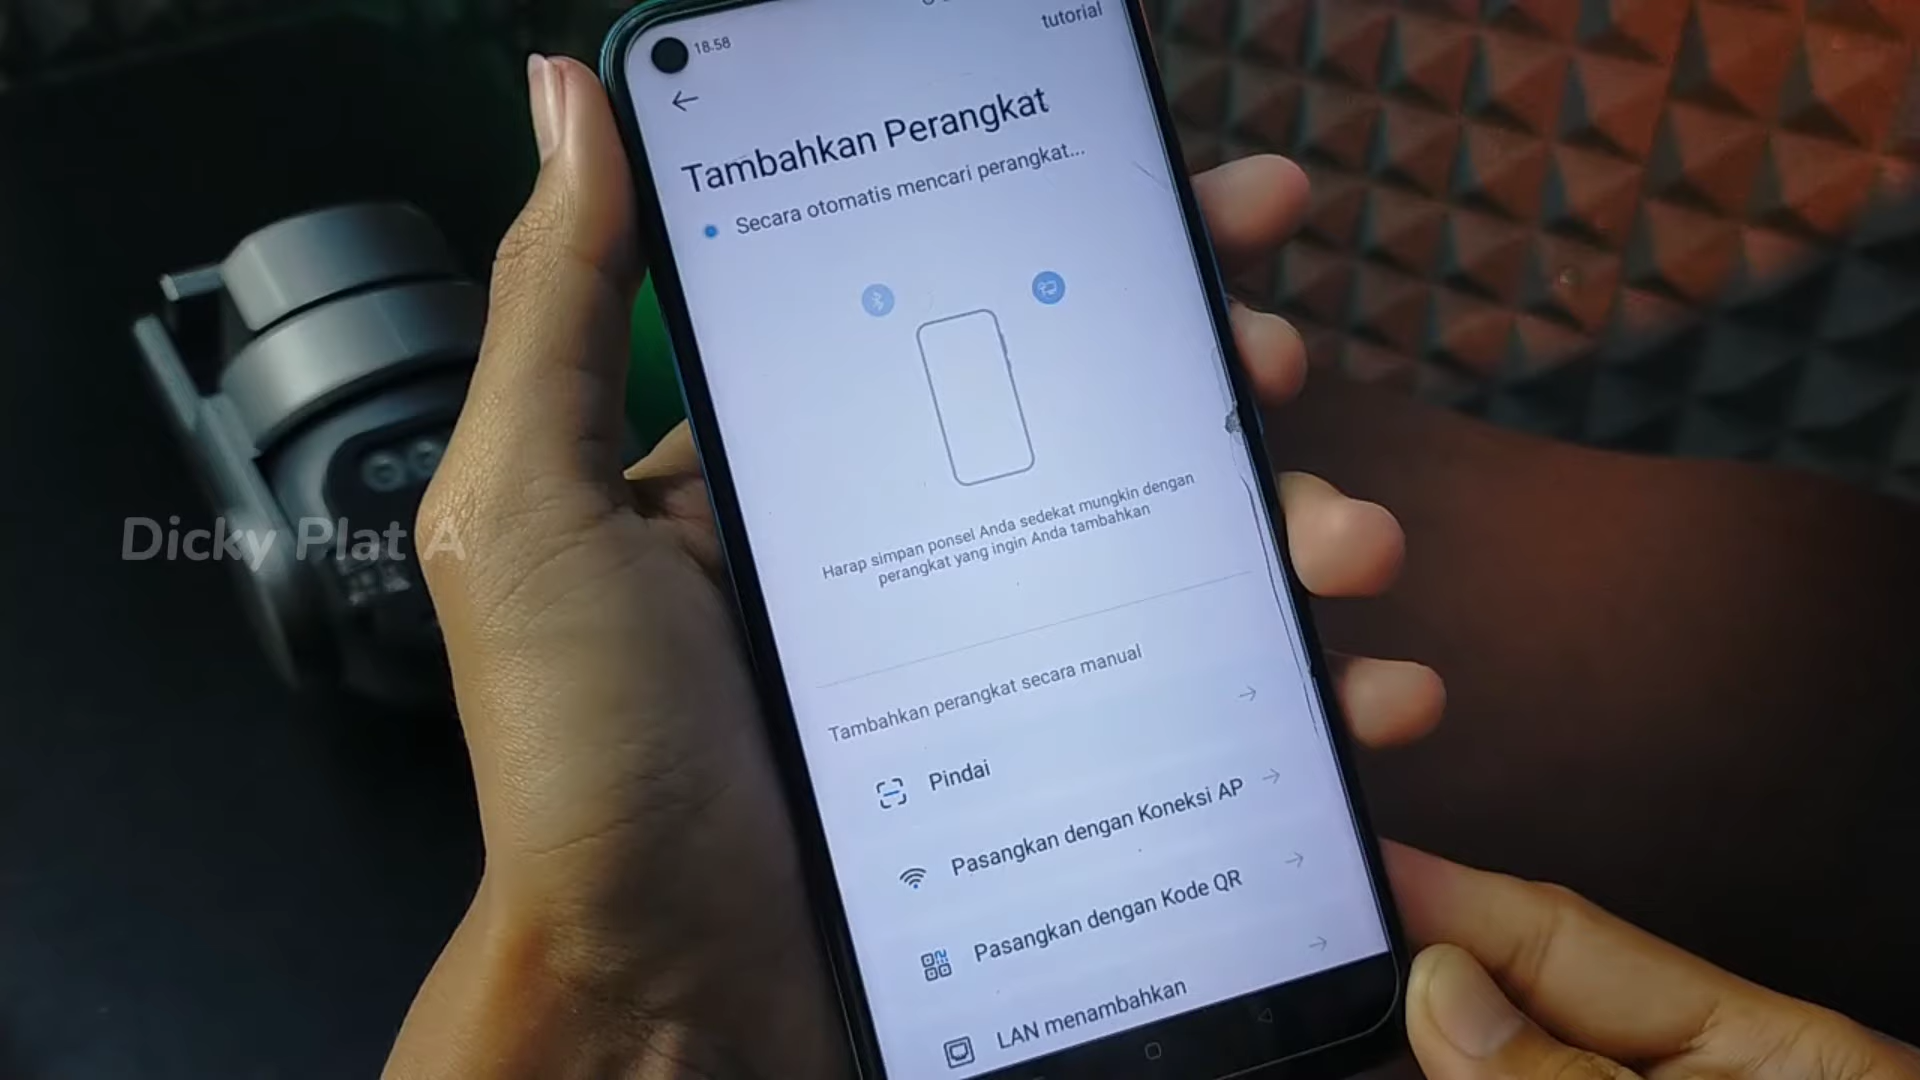 18.58
tutorial
Tambahkan Perangkat
Secara otomatis mencari perangkat...
Harap simpan ponsel Anda sedekat mungkin dengan
perangkat yang ingin Anda tambahkan
Dicky Plat A
Tambahkan perangkat secara manual
Pindai
Pasangkan dengan Koneksi AP
Pasangkan dengan Kode QR
LAN menambahkan